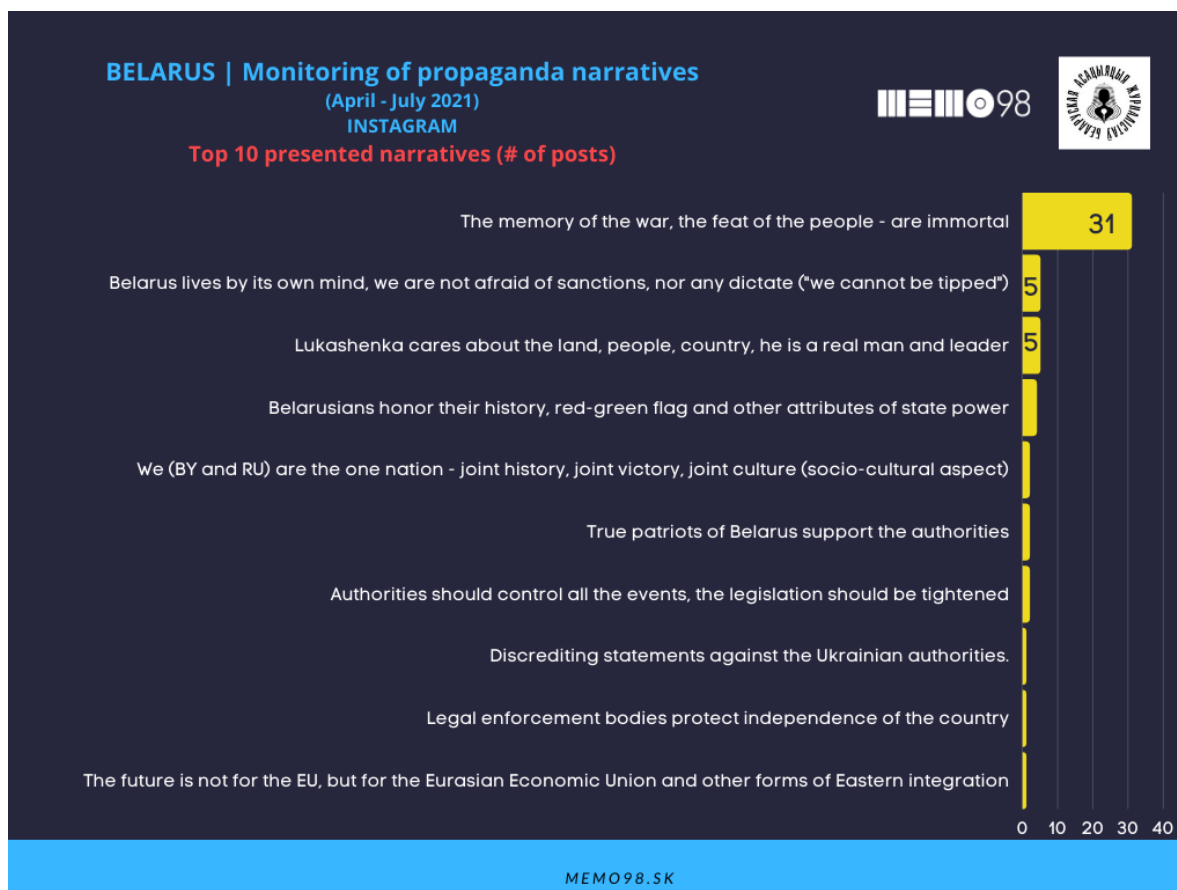 BELARUS | Monitoring of propaganda narratives
(April - July 2021)
INSTAGRAM
Top 10 presented narratives (# of posts)
MEMO98
БЕЛАРУСКАЯ АСАЦЫЯЦЫЯ ЖУРНАЛІСТАЎ
The memory of the war, the feat of the people - are immortal
31
Belarus lives by its own mind, we are not afraid of sanctions, nor any dictate ("we cannot be tipped")
5
Lukashenka cares about the land, people, country, he is a real man and leader
5
Belarusians honor their history, red-green flag and other attributes of state power
We (BY and RU) are the one nation - joint history, joint victory, joint culture (socio-cultural aspect)
True patriots of Belarus support the authorities
Authorities should control all the events, the legislation should be tightened
Discrediting statements against the Ukrainian authorities.
Legal enforcement bodies protect independence of the country
The future is not for the EU, but for the Eurasian Economic Union and other forms of Eastern integration
0 10 20 30 40
MEMO98.SK